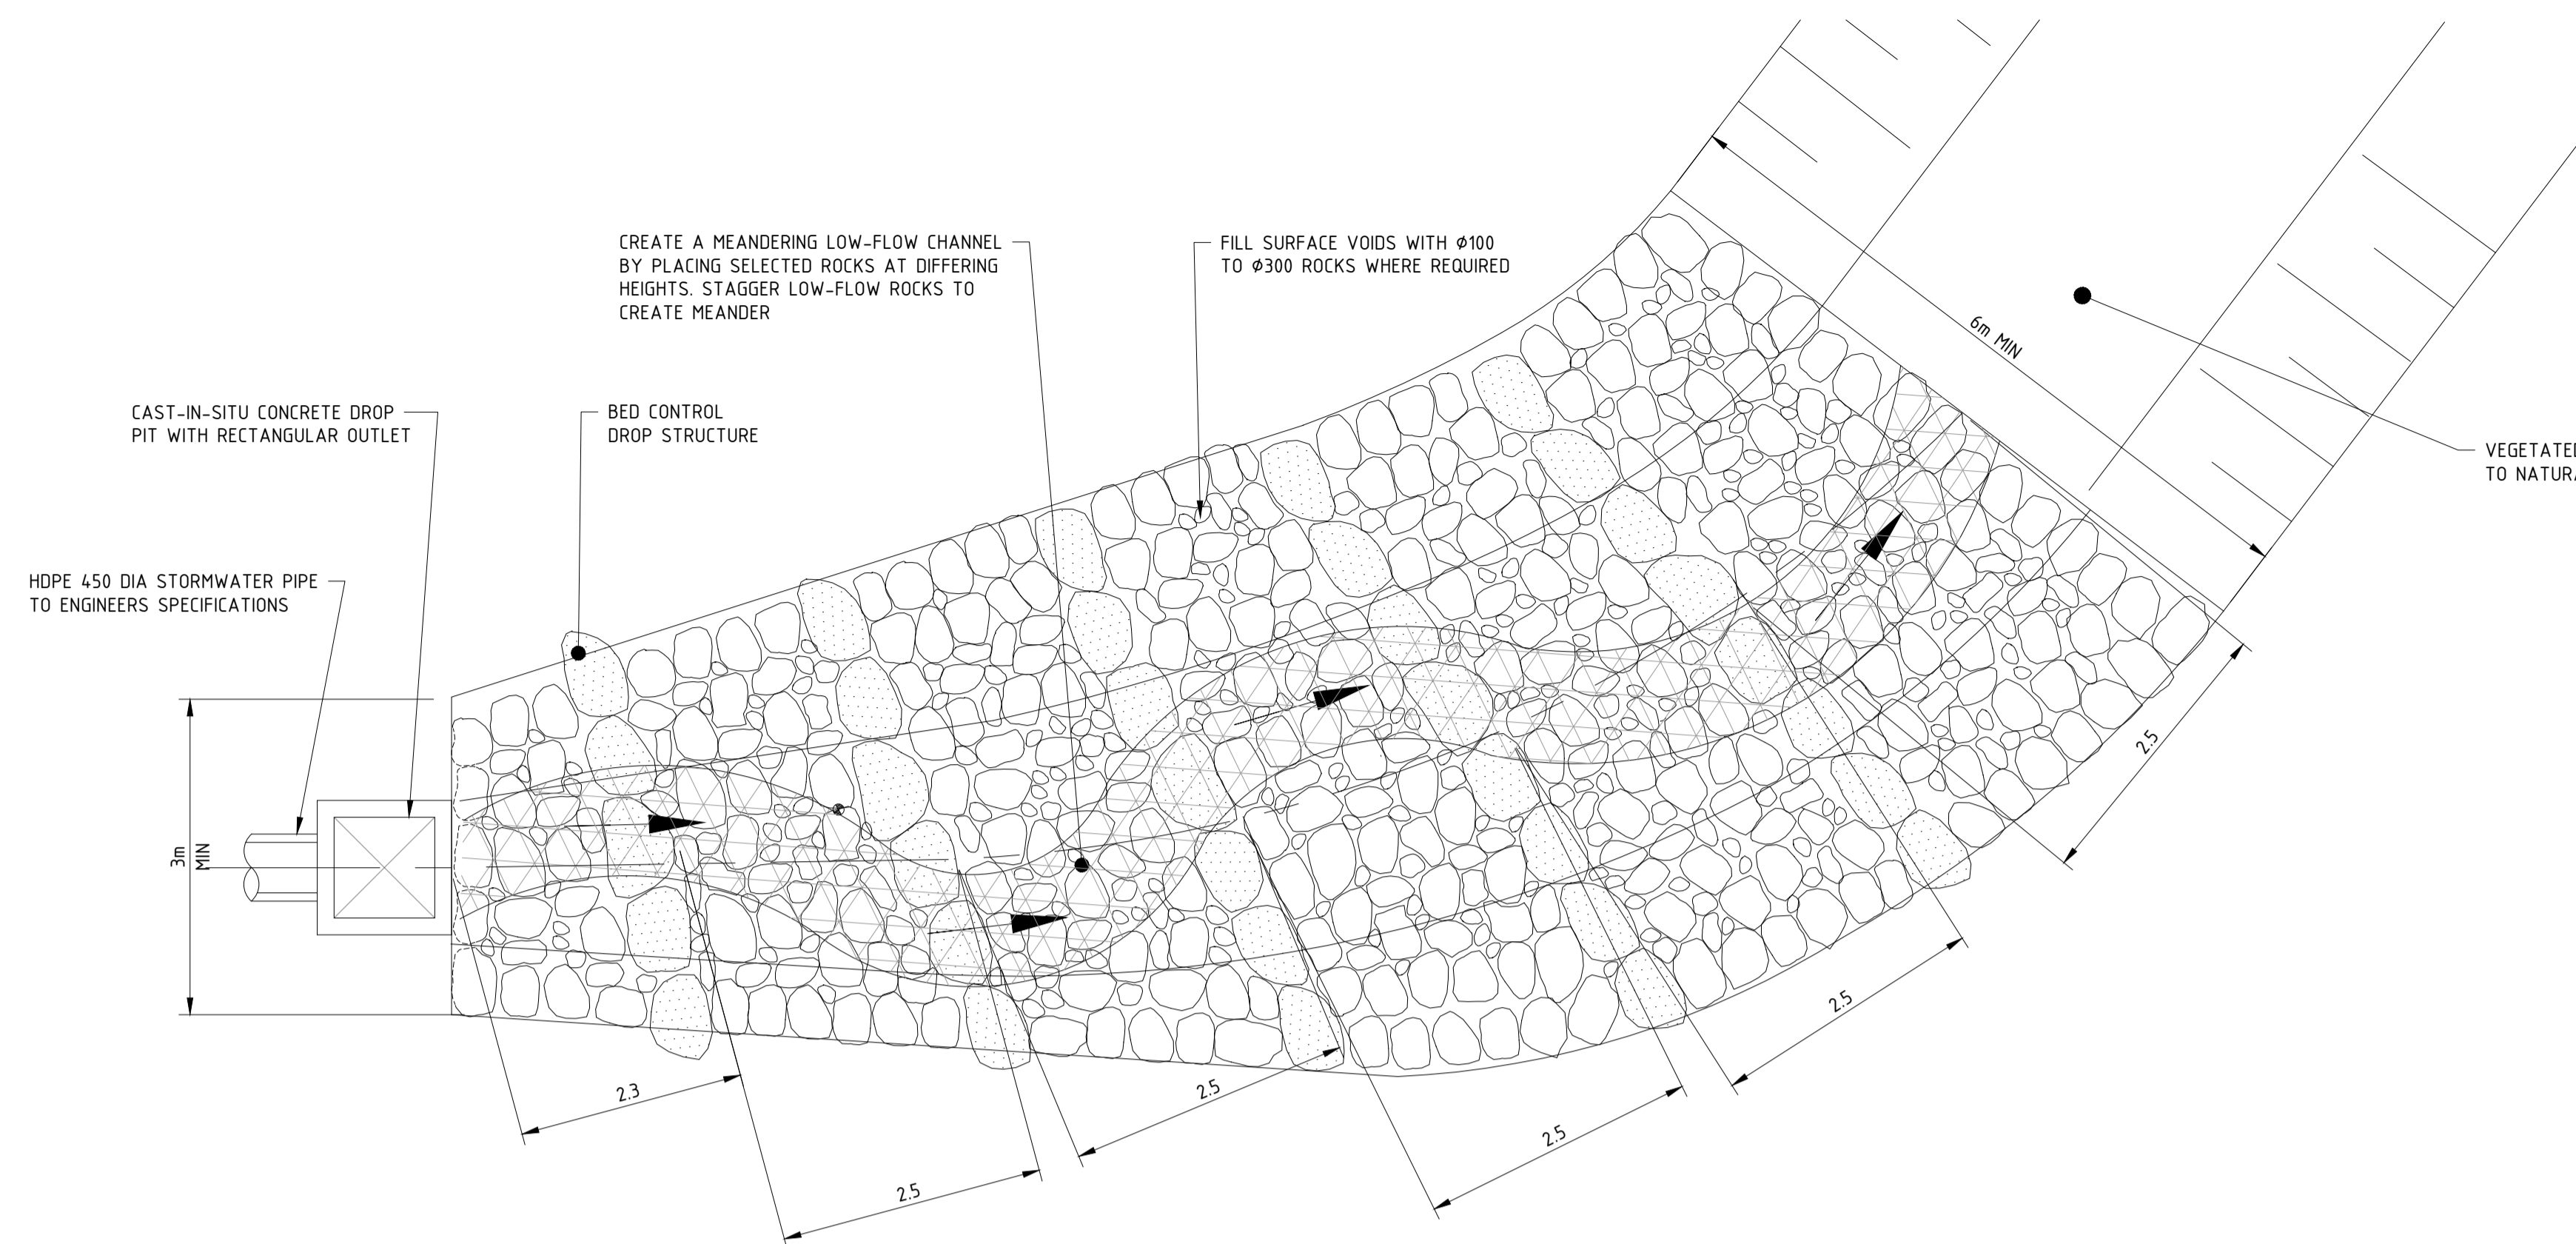 CREATE A MEANDERING LOW-FLOW CHANNEL
BY PLACING SELECTED ROCKS AT DIFFERING
HEIGHTS. STAGGER LOW-FLOW ROCKS TO
CREATE MEANDER
FILL SURFACE VOIDS WITH Ø100
TO Ø300 ROCKS WHERE REQUIRED
6m MIN
CAST-IN-SITU CONCRETE DROP
PIT WITH RECTANGULAR OUTLET
BED CONTROL
DROP STRUCTURE
VEGETATE
TO NATUR
HDPE 450 DIA STORMWATER PIPE
TO ENGINEERS SPECIFICATIONS
3m
MIN
2.5
2.5
2.3
2.5
2.5
2.5